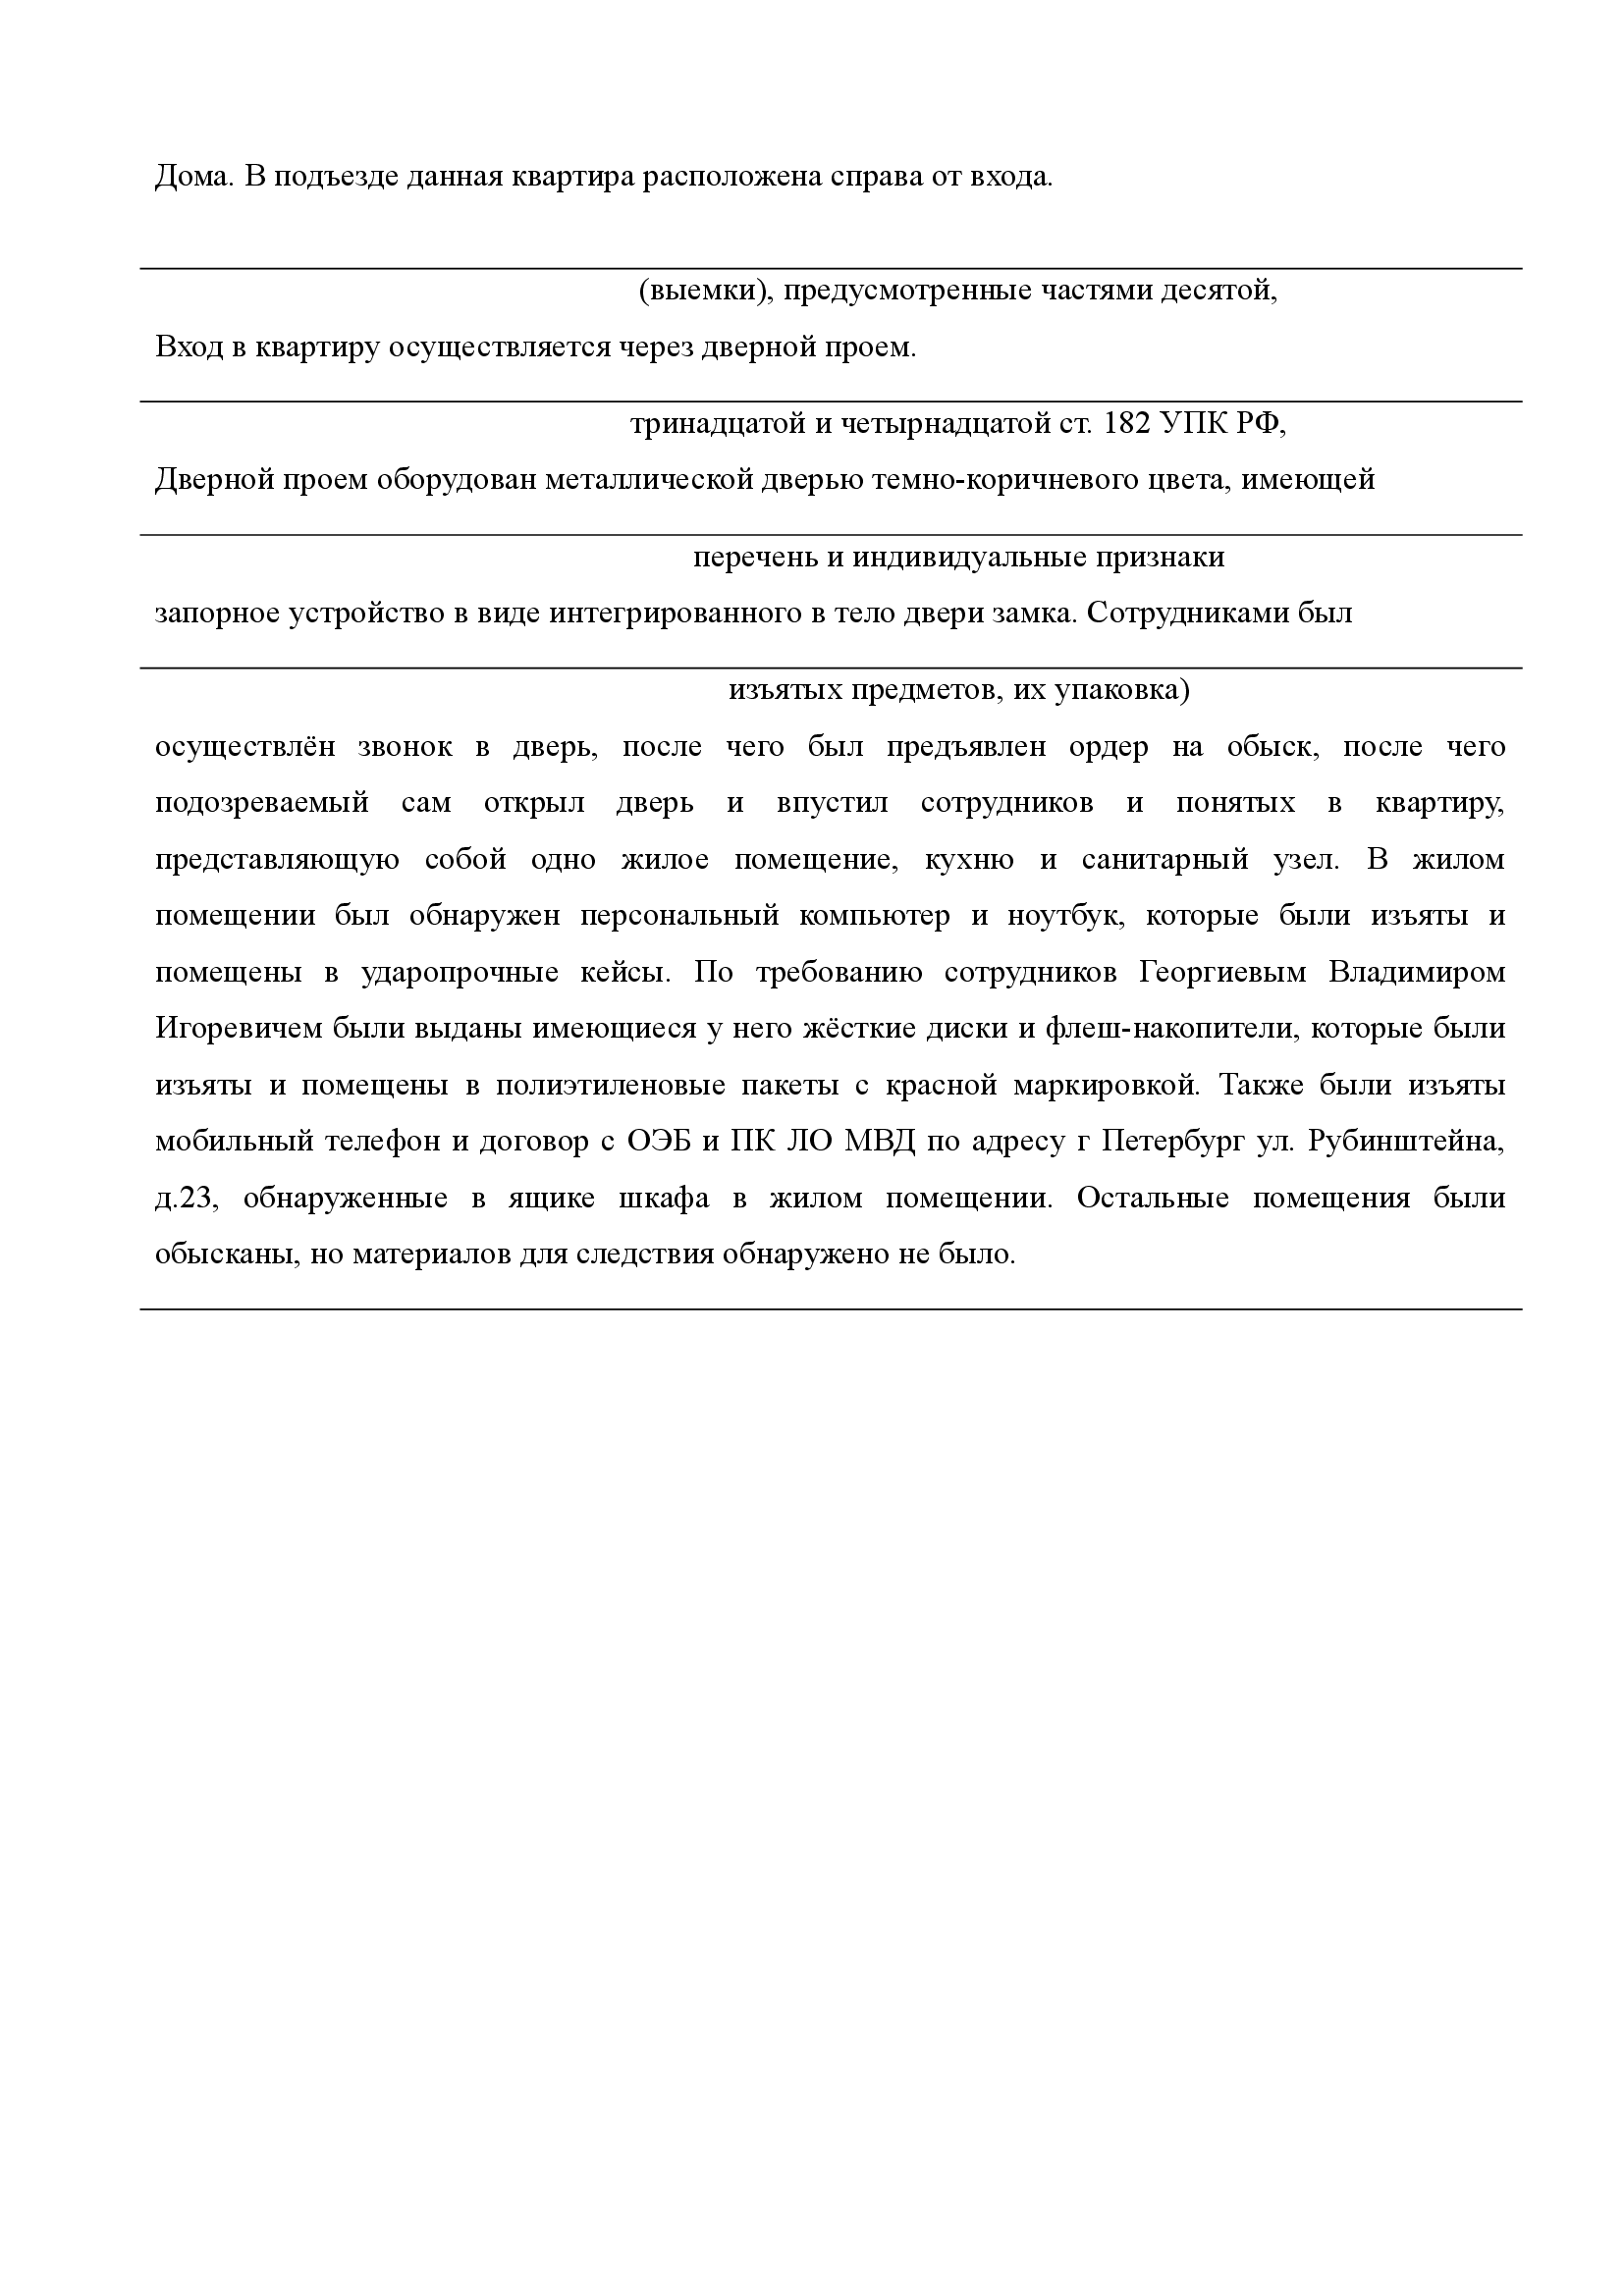 Дома. В подъезде данная квартира расположена справа от входа.
(выемки), предусмотренные частями десятой,
Вход в квартиру осуществляется через дверной проем.
тринадцатой и четырнадцатой ст. 182 УПК РФ,
Дверной проем оборудован металлической дверью темно-коричневого цвета, имеющей
перечень и индивидуальные признаки
запорное устройство в виде интегрированного в тело двери замка. Сотрудниками был
изъятых предметов, их упаковка)
осуществлён звонок в дверь, после чего был предъявлен ордер на обыск, после чего
подозреваемый сам открыл дверь и впустил сотрудников и понятых в квартиру,
представляющую собой одно жилое помещение, кухню и санитарный узел. В жилом
помещении был обнаружен персональный компьютер и ноутбук, которые были изъяты и
помещены в ударопрочные кейсы. По требованию сотрудников Георгиевым Владимиром
Игоревичем были выданы имеющиеся у него жёсткие диски и флеш-накопители, которые были
изъяты и помещены в полиэтиленовые пакеты с красной маркировкой. Также были изъяты
мобильный телефон и договор с ОЭБ и ПК ЛО МВД по адресу г Петербург ул. Рубинштейна,
д.23, обнаруженные в ящике шкафа в жилом помещении. Остальные помещения были
обысканы, но материалов для следствия обнаружено не было.